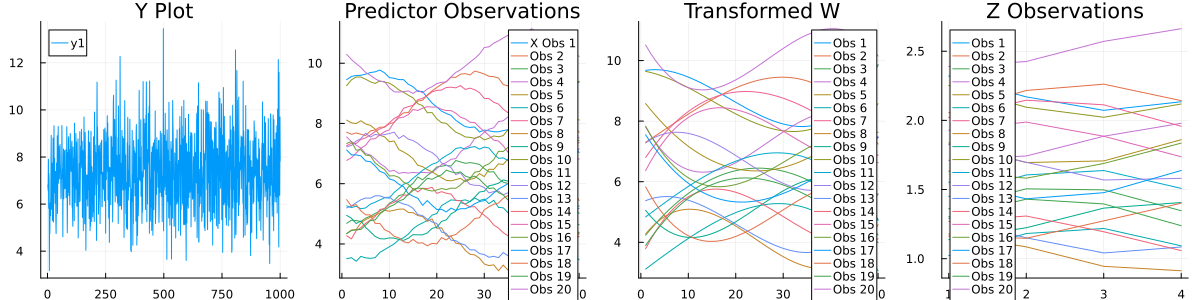 Y Plot
y1
12
10
8
6
4
0
250
500
750
1000
Predictor Observations
X Obs 1
Obs 2
Obs 3
Obs 4
Obs 5
Obs 6
Obs 7
Obs 8
Obs 9
Obs 10
Obs 11
Obs 12
Obs 13
Obs 14
Obs 15
Obs 16
Obs 17
Obs 18
Obs 19
Obs 20
10
8
6
4
0
10
20
30
Transformed W
Obs 1
Obs 2
Obs 3
Obs 4
Obs 5
Obs 6
Obs 7
Obs 8
Obs 9
Obs 10
Obs 11
Obs 12
Obs 13
Obs 14
Obs 15
Obs 16
Obs 17
Obs 18
Obs 19
Obs 20
10
8
6
4
0
10
20
30
Z Observations
Obs 1
Obs 2
Obs 3
Obs 4
Obs 5
Obs 6
Obs 7
Obs 8
Obs 9
Obs 10
Obs 11
Obs 12
Obs 13
Obs 14
Obs 15
Obs 16
Obs 17
Obs 18
Obs 19
Obs 20
2.5
2.0
1.5
1.0
2
3
4